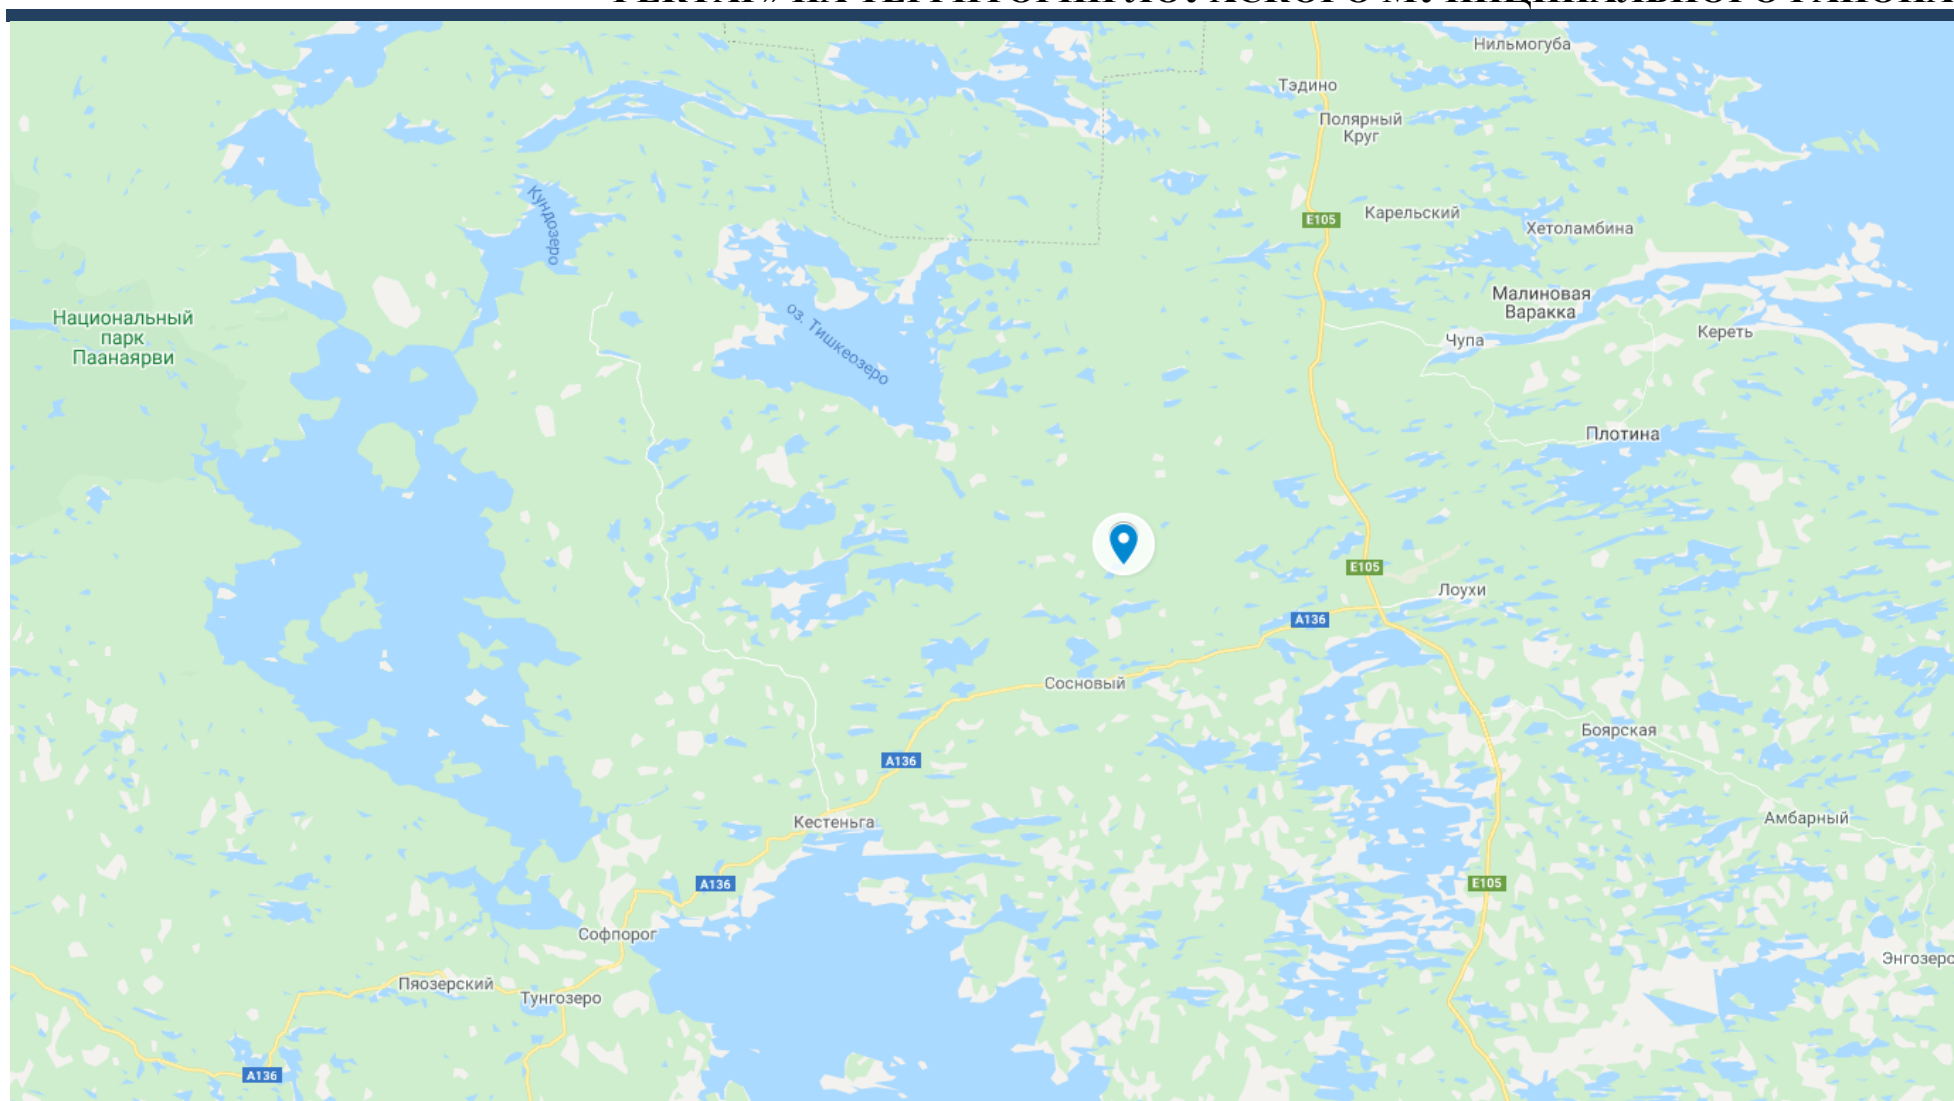 Нильмогуба
Тэдино
Полярный
Круг
Кундозеро
E105
Карельский
Хетоламбина
Малиновая
Варакка
Национальный
парк
Паанаярви
оз. Тишкеозеро
Кереть
Чупа
Плотина
E105
Лоухи
A136
Сосновый
Боярская
A136
Кестеньга
Амбарный
A136
E105
Софпорог
Энгозеро
Пяозерский
Тунгозеро
A136